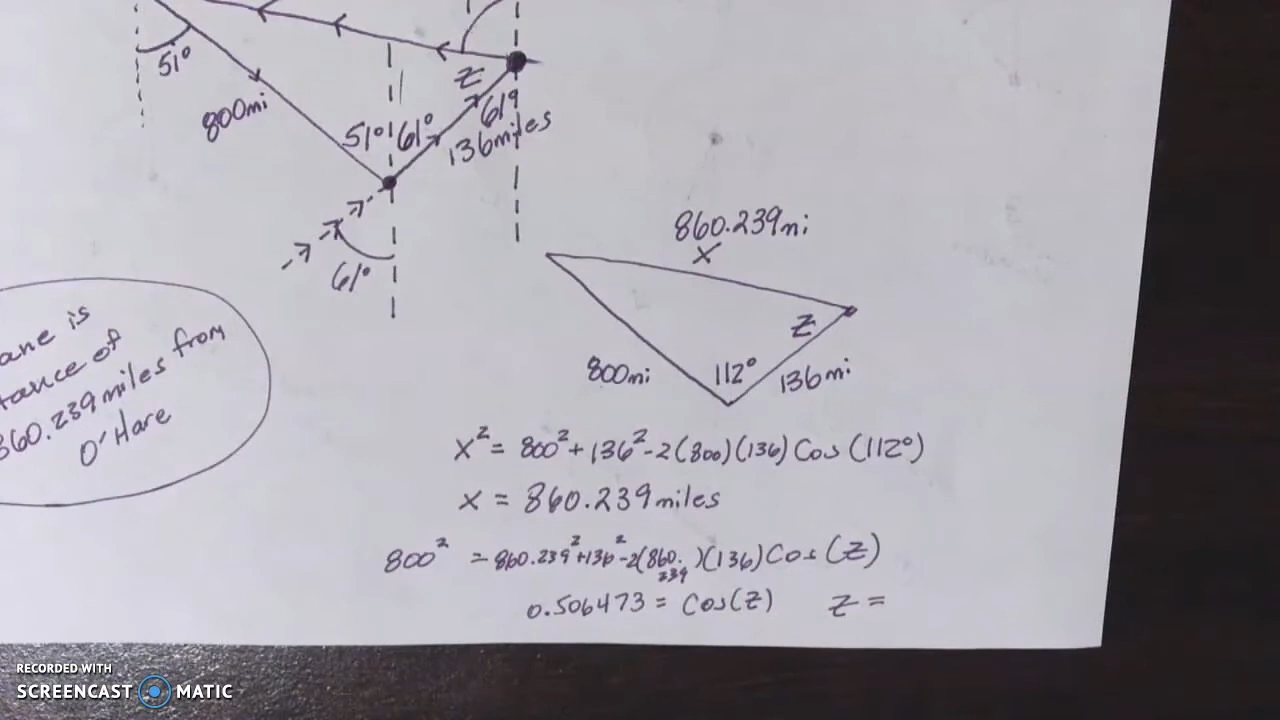 51°
800mi
Z
51° 61°
61°
136miles
61°
ane is
tance of
860.239 miles from
O'Hare
860.239mi
X
Z
800mi
112°
136mi
x² = 800² + 136² - 2(800)(136) Cos (112°)
x = 860.239 miles
800² = 860.239² + 136² - 2(860.239)(136) Cos (Z)
0.506473 = Cos(Z) Z =
RECORDED WITH
SCREENCAST MATIC